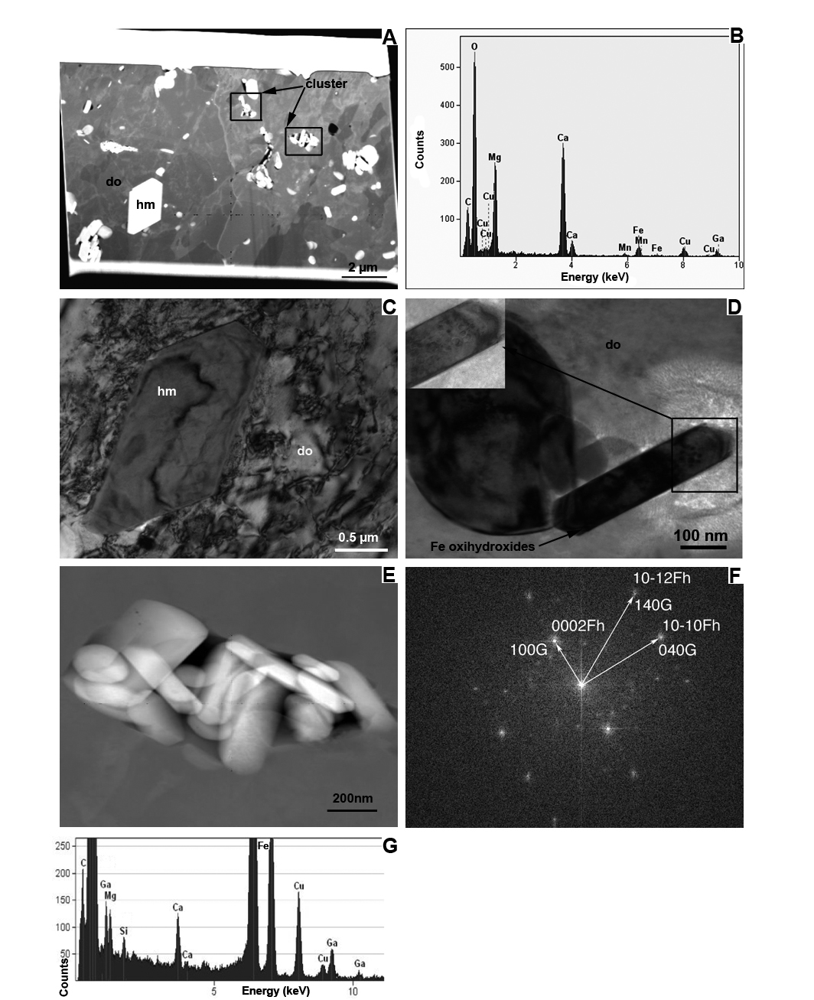 A
cluster
do
hm
2 µm
B
Counts
500
400
300
200
100
O
C
Cu
Cu
Cu
Mg
Ca
Ca
Mn
Fe
Mn
Fe
Cu
Cu
Ga
2
4
6
8
10
Energy (keV)
C
hm
do
0.5 µm
D
do
Fe oxihydroxides
100 nm
E
200nm
F
10-12Fh
140G
0002Fh
100G
10-10Fh
040G
G
250
200
150
100
50
Counts
C
Ga
Mg
Si
Ca
Ca
Fe
Cu
Cu
Ga
Ga
5
10
Energy (keV)